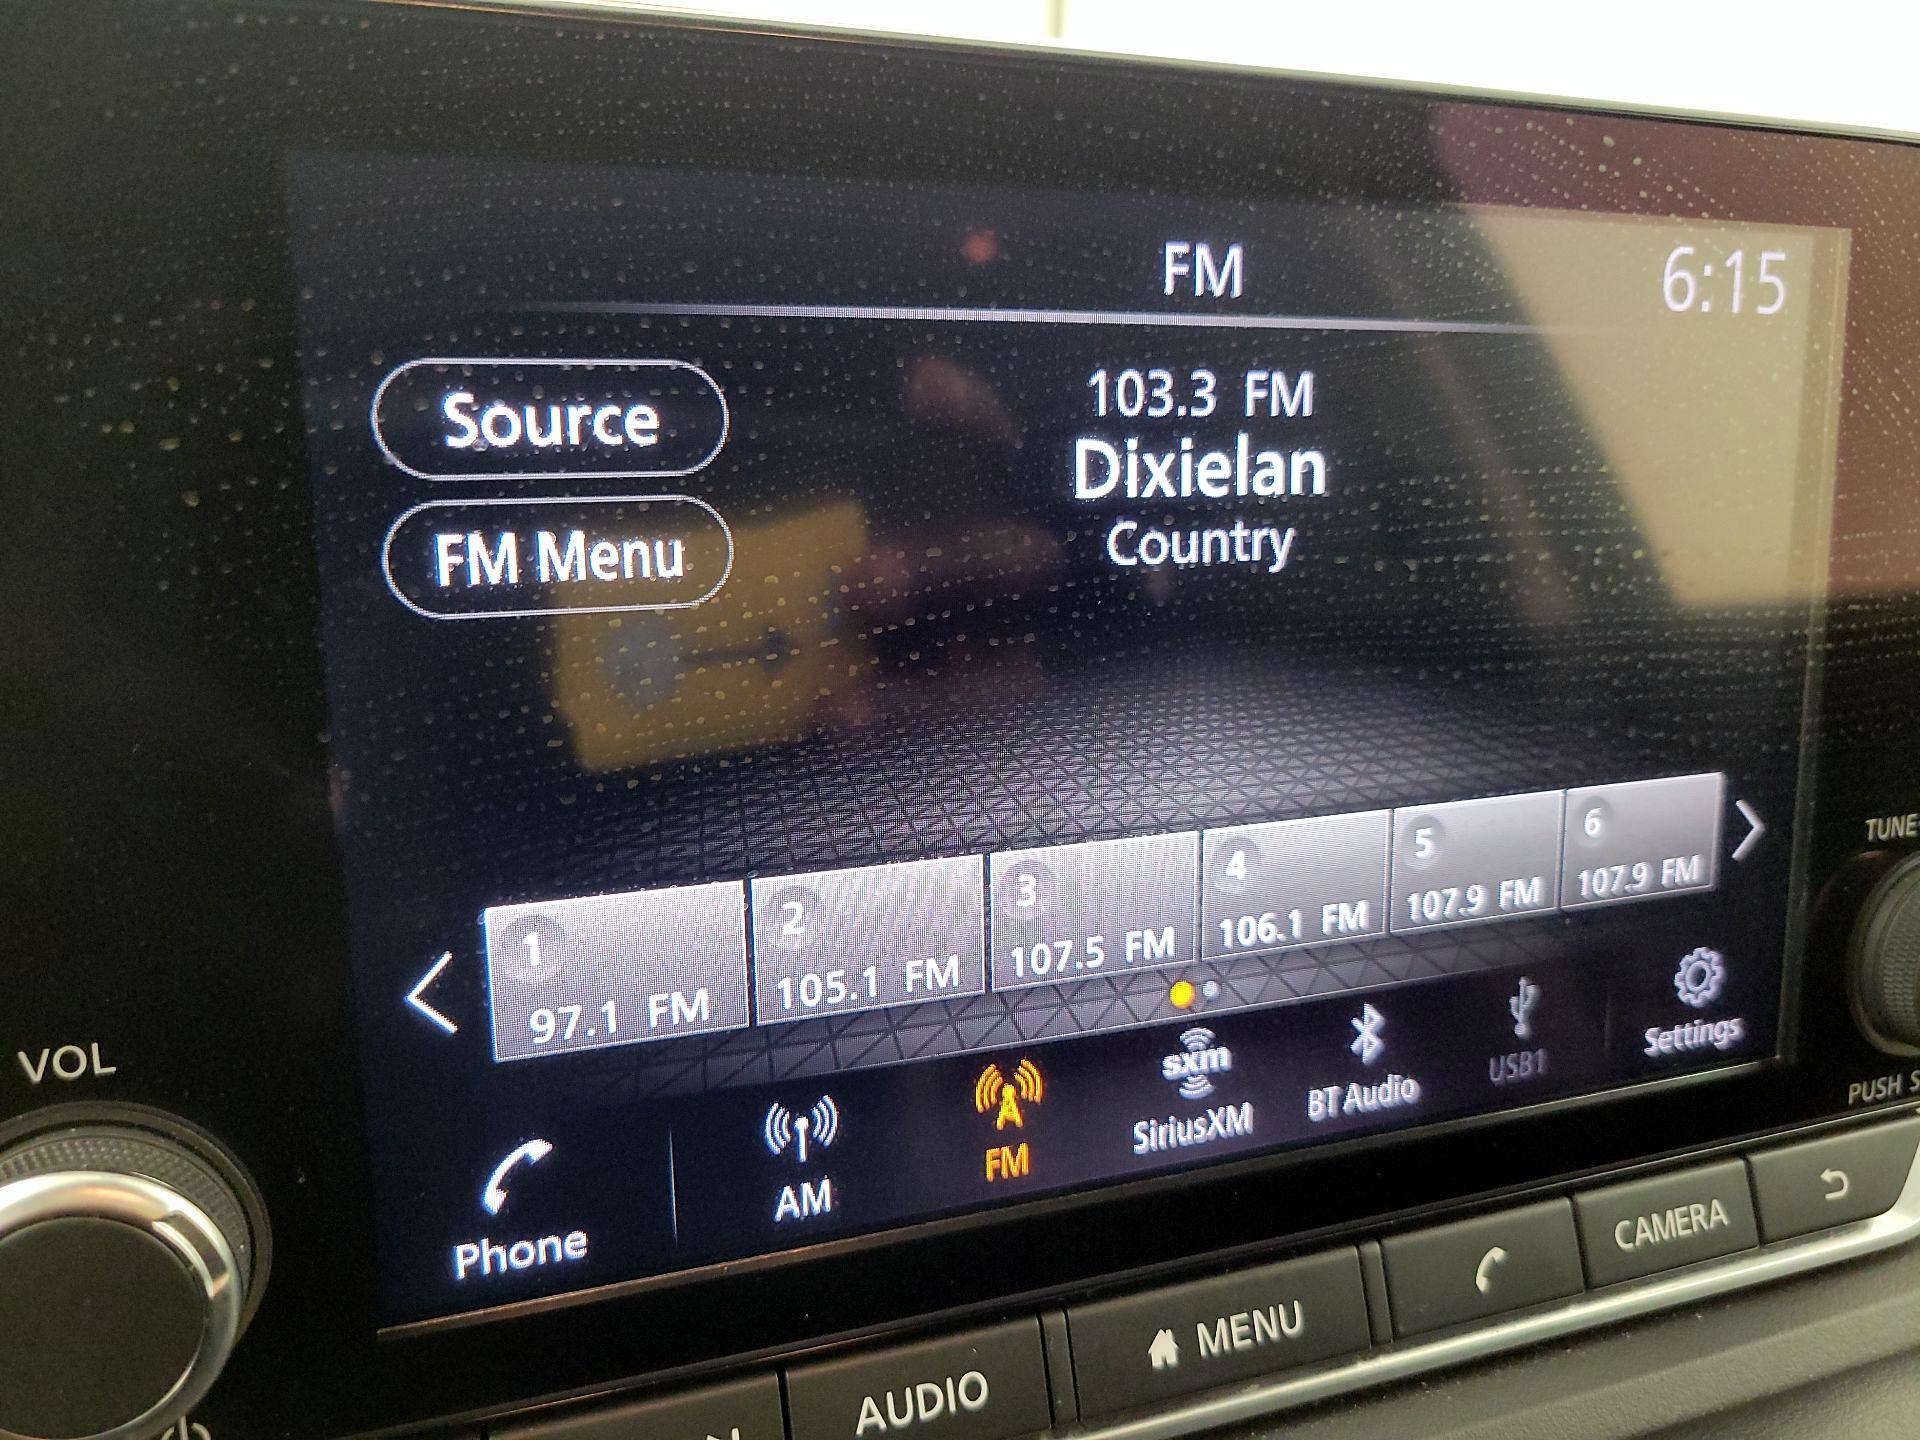 FM
6:15
Source
FM Menu
103.3 FM
Dixielan
Country
1
97.1 FM
2
105.1 FM
3
107.5 FM
4
106.1 FM
5
107.9 FM
6
107.9 FM
Phone
AM
FM
sxm
SiriusXM
BT Audio
USB1
Settings
VOL
TUNE
PUSH
AUDIO
MENU
CAMERA